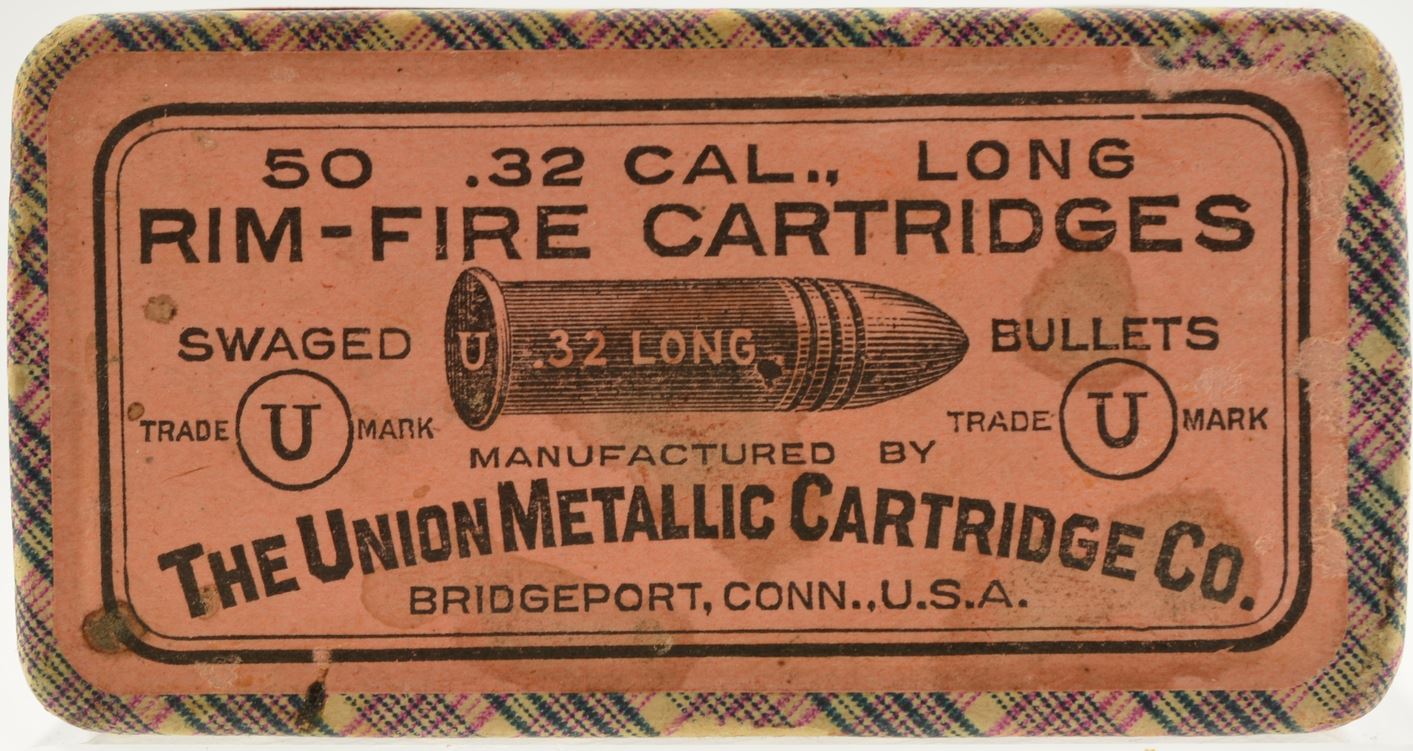 50 .32 CAL., LONG
RIM-FIRE CARTRIDGES
SWAGED BULLETS
U .32 LONG
TRADE U MARK TRADE U MARK
MANUFACTURED BY
THE UNION METALLIC CARTRIDGE CO.
BRIDGEPORT, CONN., U.S.A.